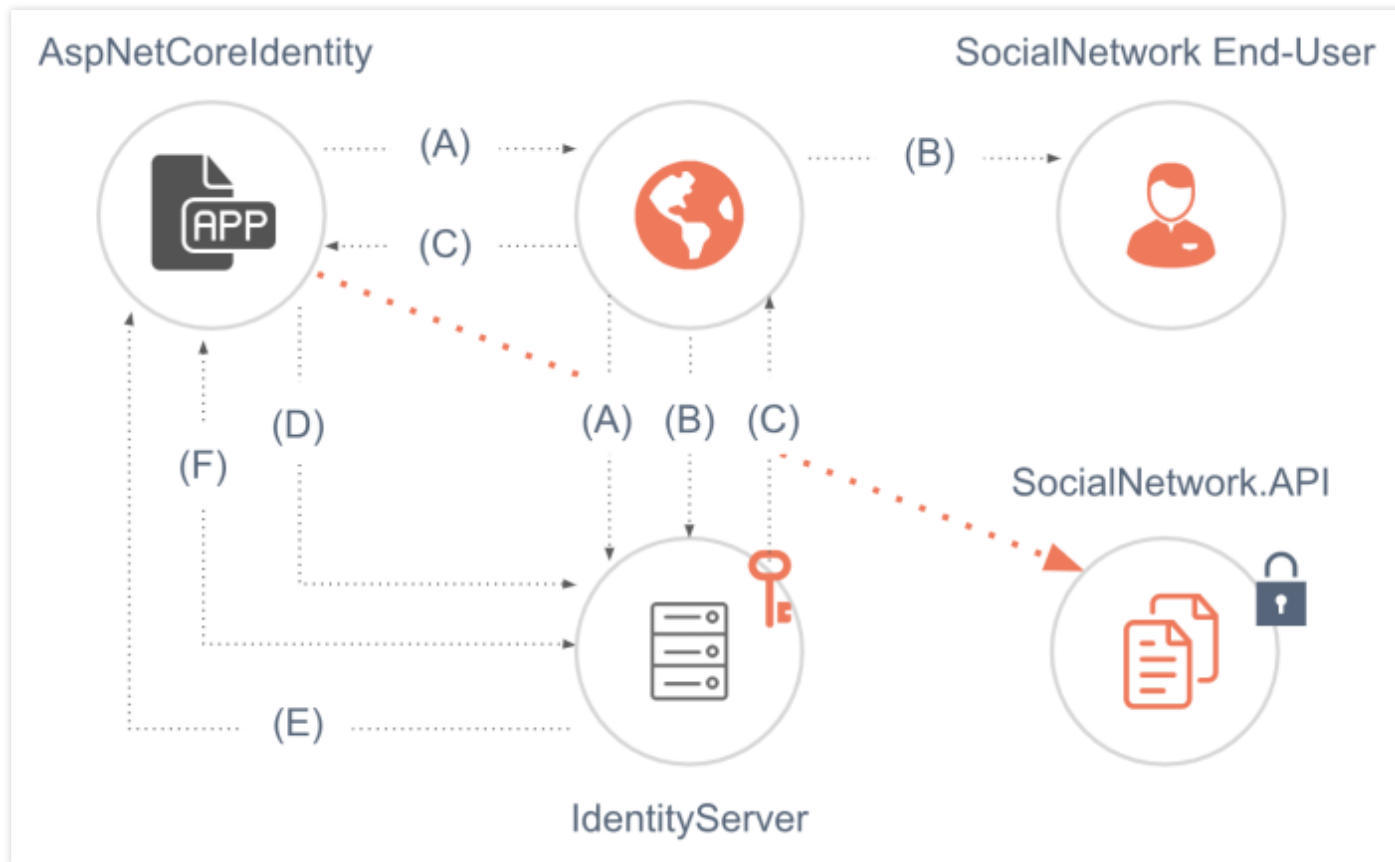 AspNetCoreIdentity
SocialNetwork End-User
(A)
(B)
APP
(C)
(A)
(B)
(C)
(D)
(F)
SocialNetwork.API
(E)
IdentityServer